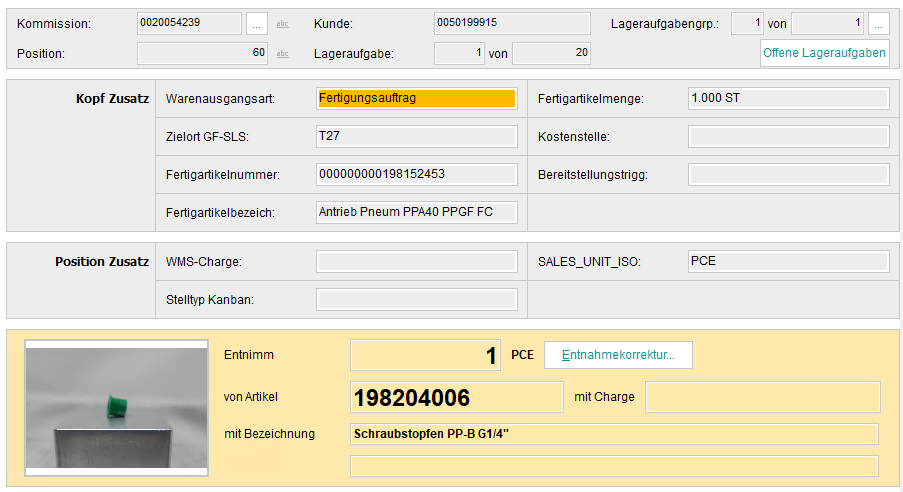 Kommission: 0020054239 ... abc Kunde: 0050199915 Lageraufgabengrp.: 1 von 1 ...
Position: 60 abc Lageraufgabe: 1 von 20 Offene Lageraufgaben
Kopf Zusatz Warenausgangsart: Fertigungsauftrag Fertigartikelmenge: 1.000 ST
Zielort GF-SLS: T27 Kostenstelle:
Fertigartikelnummer: 000000000198152453 Bereitstellungstrigg:
Fertigartikelbezeich: Antrieb Pneum PPA40 PPGF FC
Position Zusatz WMS-Charge: SALES_UNIT_ISO: PCE
Stelltyp Kanban:
Entnimm 1 PCE Entnahmekorrektur...
von Artikel 198204006 mit Charge
mit Bezeichnung Schraubstopfen PP-B G1/4"